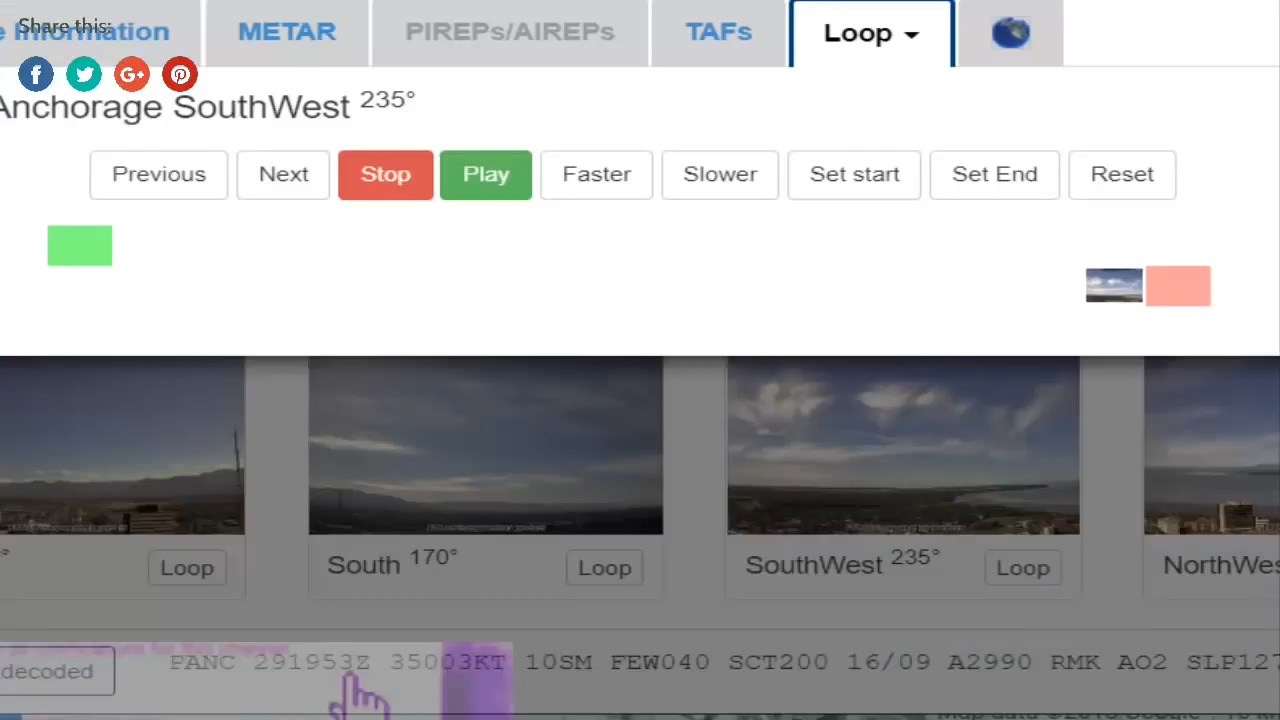 Share this:
e Information METAR PIREPs/AIREPs TAFs Loop
Anchorage SouthWest 235°
Previous Next Stop Play Faster Slower Set start Set End Reset
South 170° SouthWest 235° NorthWes
Loop Loop Loop
decoded PANC 291953Z 35003KT 10SM FEW040 SCT200 16/09 A2990 RMK AO2 SLP127